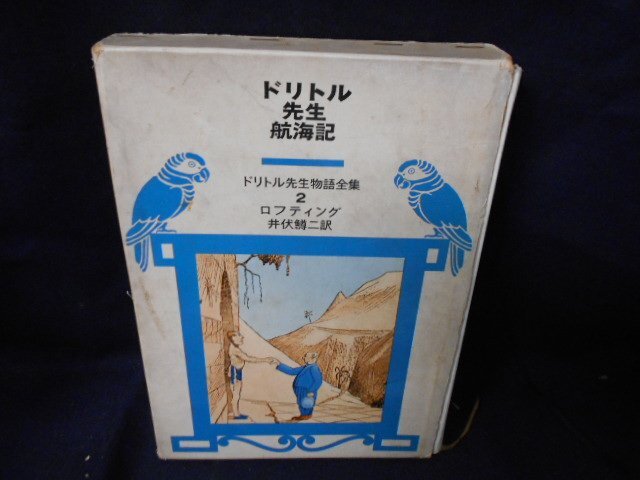 ドリトル
先生
航海記
ドリトル先生物語全集
2
ロフティング
井伏鱒二訳